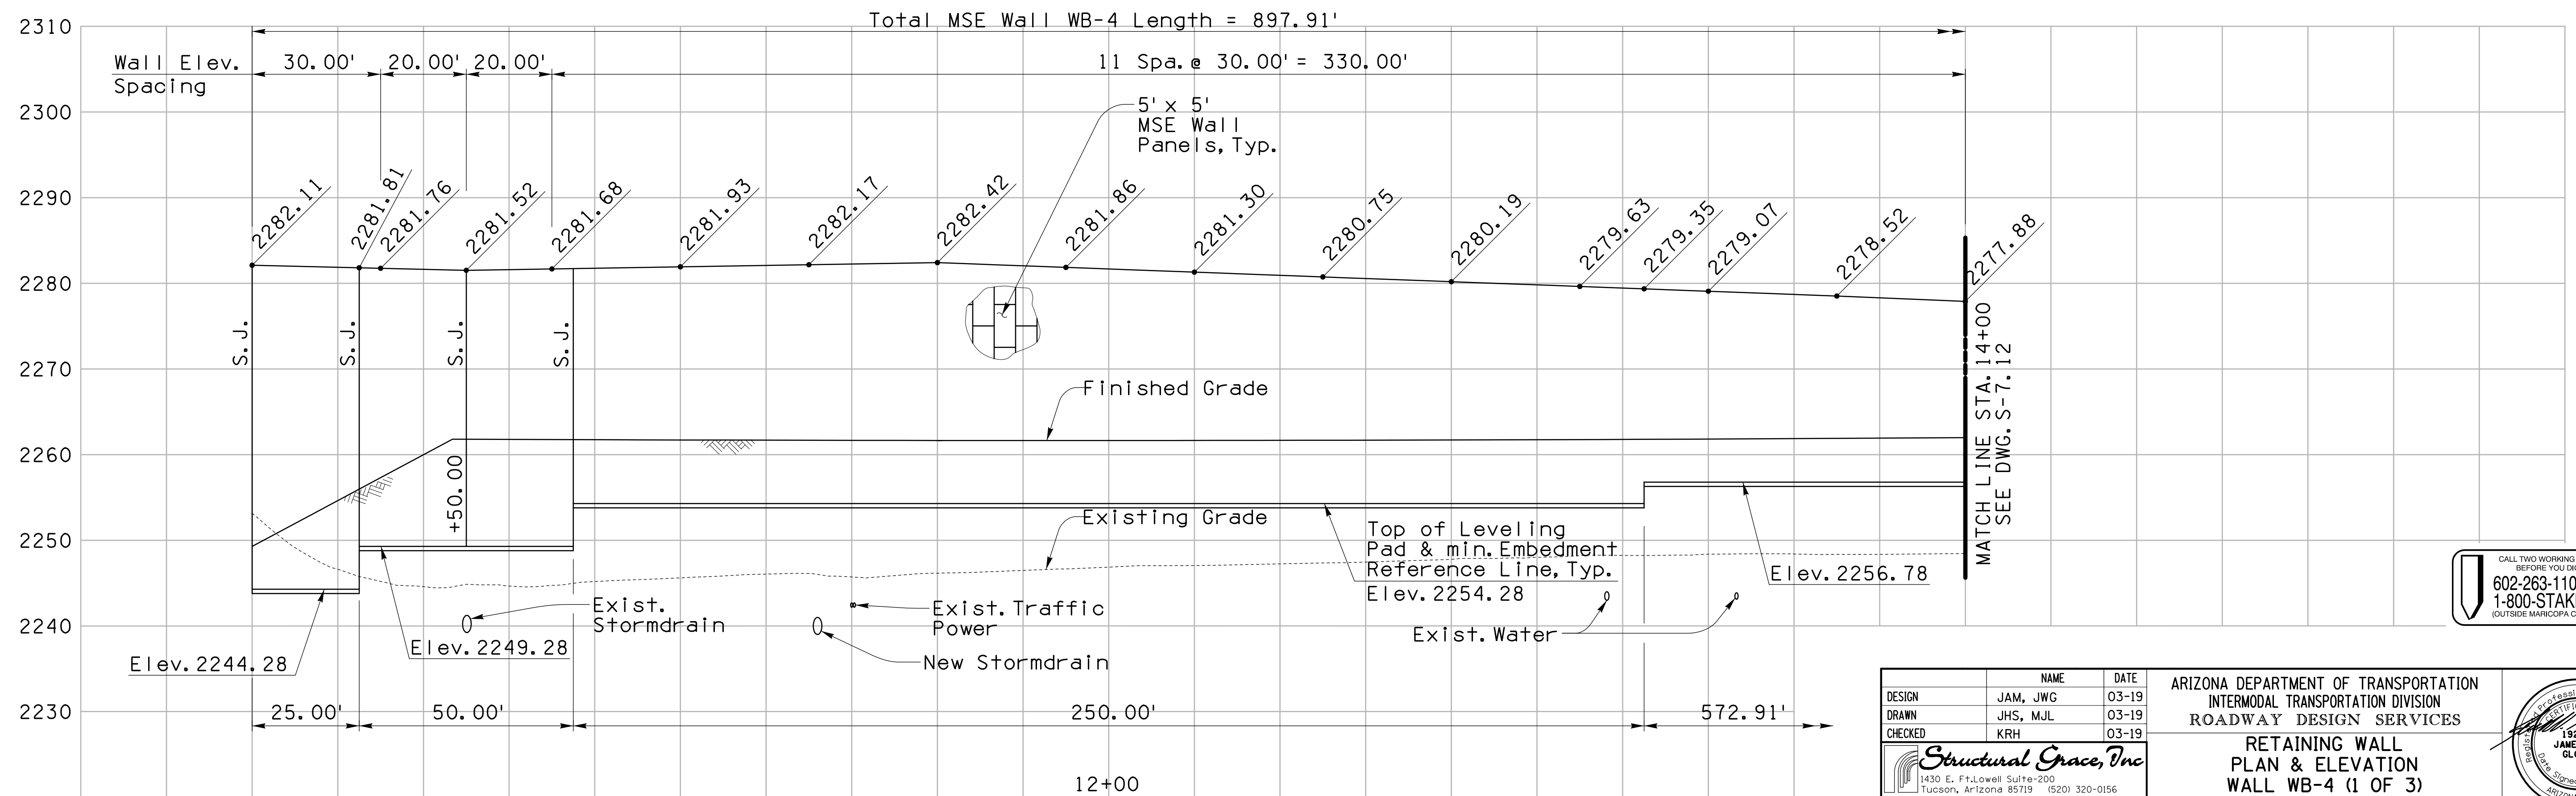 Total MSE Wall WB-4 Length = 897.91'
2310
Wall Elev.
Spacing
30.00'
20.00'
20.00'
11 Spa. @ 30.00' = 330.00'
2300
5' x 5'
MSE Wall
Panels, Typ.
2290
2282.11
2281.81
2281.76
2281.52
2281.68
2281.93
2282.17
2282.42
2281.86
2281.30
2280.75
2280.19
2279.63
2279.35
2279.07
2278.52
2277.88
2280
S.J.
S.J.
S.J.
S.J.
2270
MATCH LINE STA. 14+00
SEE DWG. S-7.12
Finished Grade
2260
+50.00
2250
Existing Grade
Top of Leveling
Pad & min. Embedment
Reference Line, Typ.
Elev. 2254.28
Elev. 2256.78
CALL TWO WORKING
BEFORE YOU DI
602-263-110
1-800-STAK
(OUTSIDE MARICOPA C
2240
Exist.
Stormdrain
Exist. Traffic
Power
Exist. Water
Elev. 2249.28
New Stormdrain
Elev. 2244.28
2230
25.00'
50.00'
250.00'
572.91'
12+00
NAME DATE
DESIGN JAM, JWG 03-19
DRAWN JHS, MJL 03-19
CHECKED KRH 03-19
Structural Grace, Inc
1430 E. Ft. Lowell Suite-200
Tucson, Arizona 85719 (520) 320-0156
ARIZONA DEPARTMENT OF TRANSPORTATION
INTERMODAL TRANSPORTATION DIVISION
ROADWAY DESIGN SERVICES
RETAINING WALL
PLAN & ELEVATION
WALL WB-4 (1 OF 3)